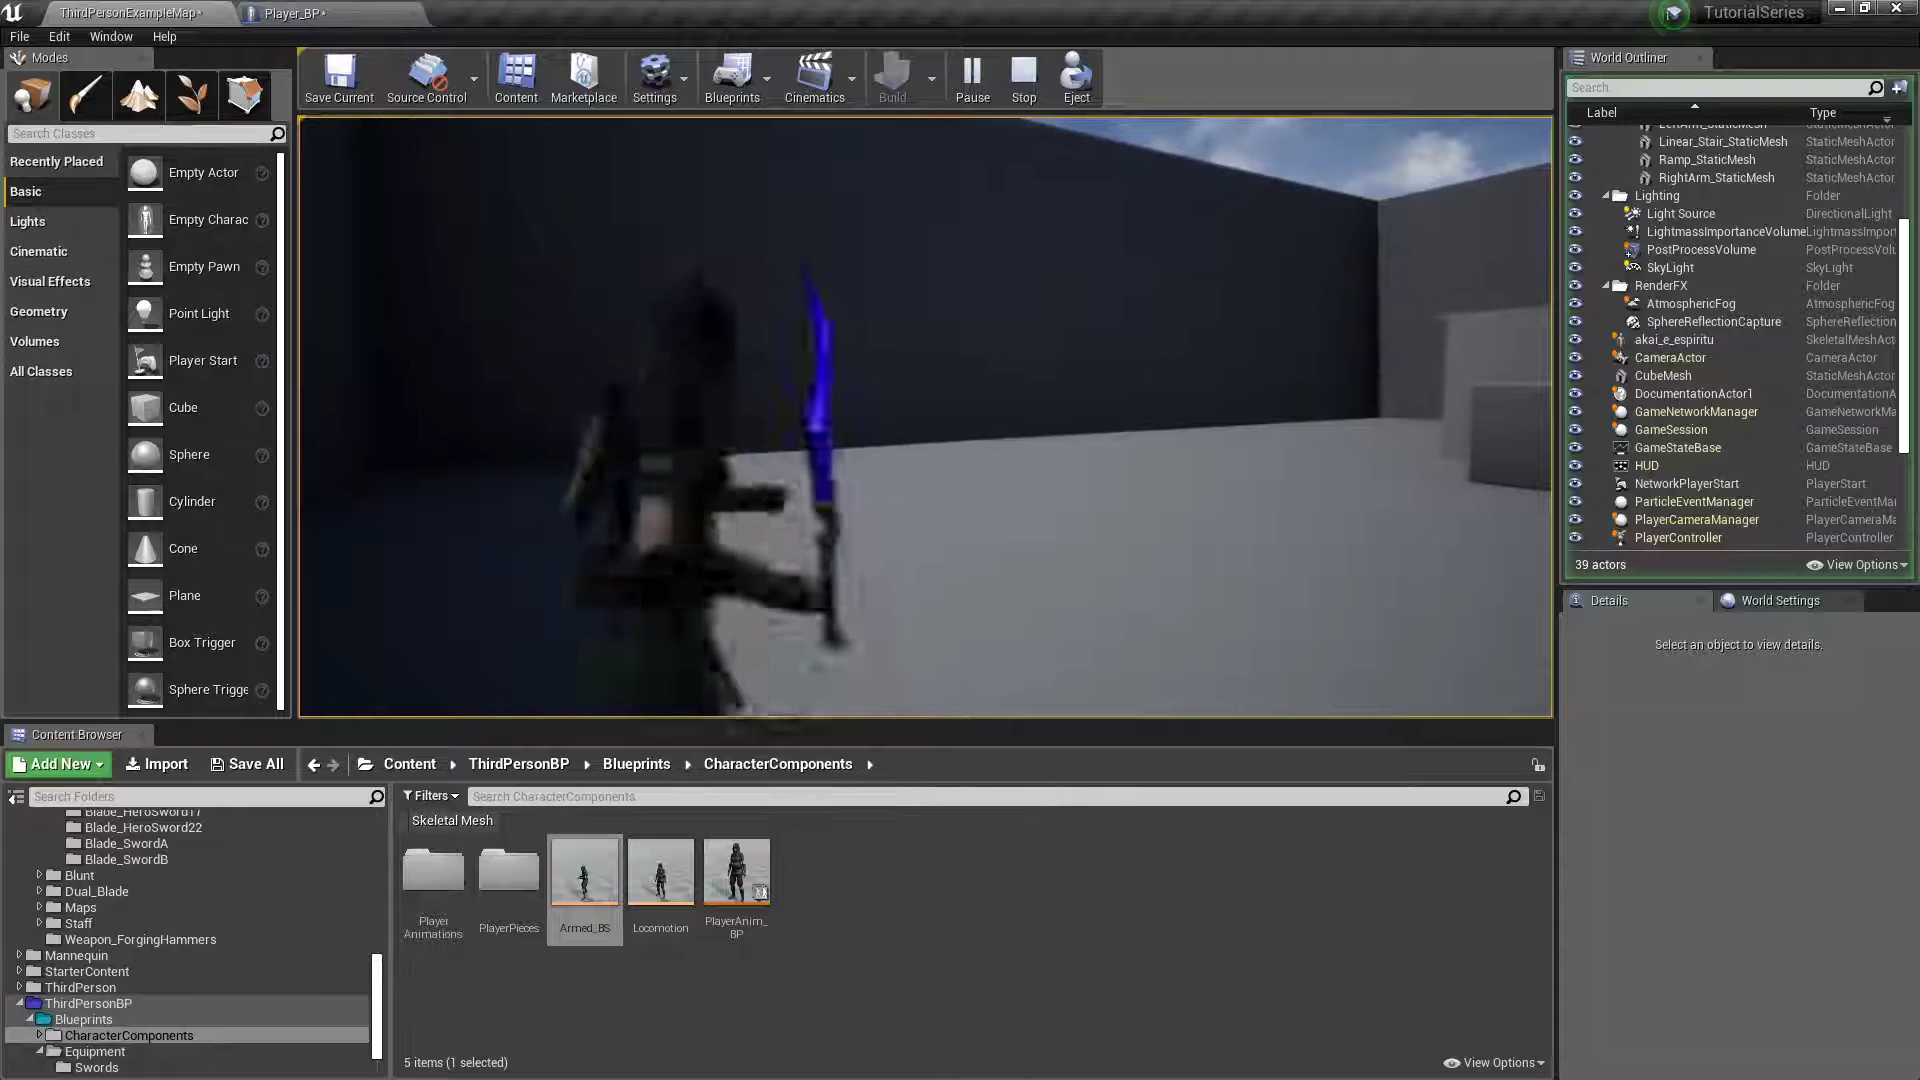 ThirdPersonExampleMap*
Player_BP*
TutorialSeries
File Edit Window Help
Modes
Save Current
Source Control
Content
Marketplace
Settings
Blueprints
Cinematics
Build
Pause
Stop
Eject
Search Classes
Recently Placed
Basic
Lights
Cinematic
Visual Effects
Geometry
Volumes
All Classes
Empty Actor
Empty Charac
Empty Pawn
Point Light
Player Start
Cube
Sphere
Cylinder
Cone
Plane
Box Trigger
Sphere Trigge
World Outliner
Search
Label Type
LeftArm_StaticMesh StaticMeshActor
Linear_Stair_StaticMesh StaticMeshActor
Ramp_StaticMesh StaticMeshActor
RightArm_StaticMesh StaticMeshActor
Lighting Folder
Light Source DirectionalLight
LightmassImportanceVolume LightmassImport
PostProcessVolume PostProcessVolu
SkyLight SkyLight
RenderFX Folder
AtmosphericFog AtmosphericFog
SphereReflectionCapture SphereReflection
akai_e_espiritu SkeletalMeshAct
CameraActor CameraActor
CubeMesh StaticMeshActor
DocumentationActor1 DocumentationA
GameNetworkManager GameNetworkMa
GameSession GameSession
GameStateBase GameStateBase
HUD HUD
NetworkPlayerStart PlayerStart
ParticleEventManager ParticleEventMa
PlayerCameraManager PlayerCameraMa
PlayerController PlayerController
39 actors
View Options
Details
World Settings
Select an object to view details.
Content Browser
Add New
Import
Save All
Content
ThirdPersonBP
Blueprints
CharacterComponents
Search Folders
Filters
Search CharacterComponents
Skeletal Mesh
Blade_HeroSword17
Blade_HeroSword22
Blade_SwordA
Blade_SwordB
Blunt
Dual_Blade
Maps
Staff
Weapon_ForgingHammers
Mannequin
StarterContent
ThirdPerson
ThirdPersonBP
Blueprints
CharacterComponents
Equipment
Swords
Player
Animations
PlayerPieces
Armed_BS
Locomotion
PlayerAnim_
BP
5 items (1 selected)
View Options